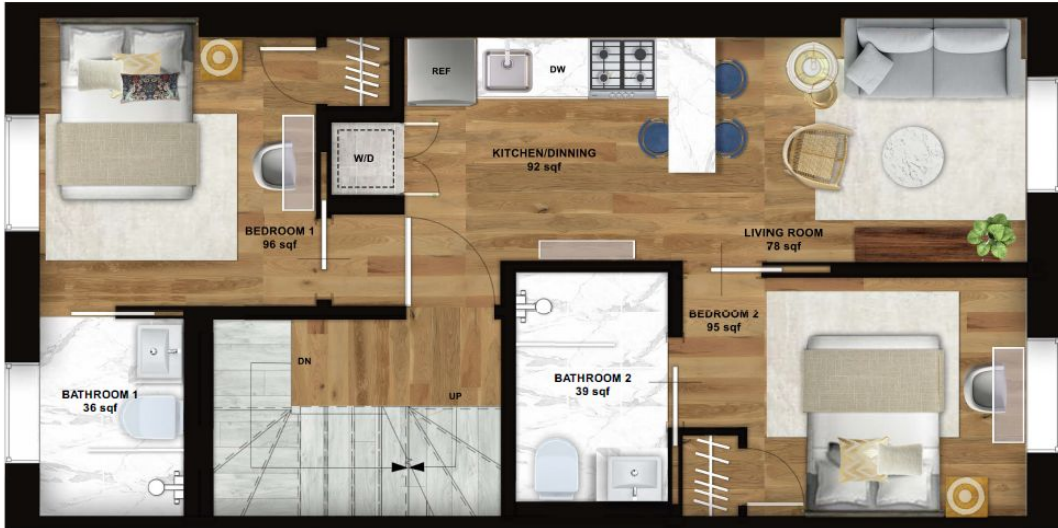 REF
DW
W/D
KITCHEN/DINNING
92 sqf
BEDROOM 1
96 sqf
LIVING ROOM
78 sqf
BEDROOM 2
95 sqf
DN
UP
BATHROOM 1
36 sqf
BATHROOM 2
39 sqf